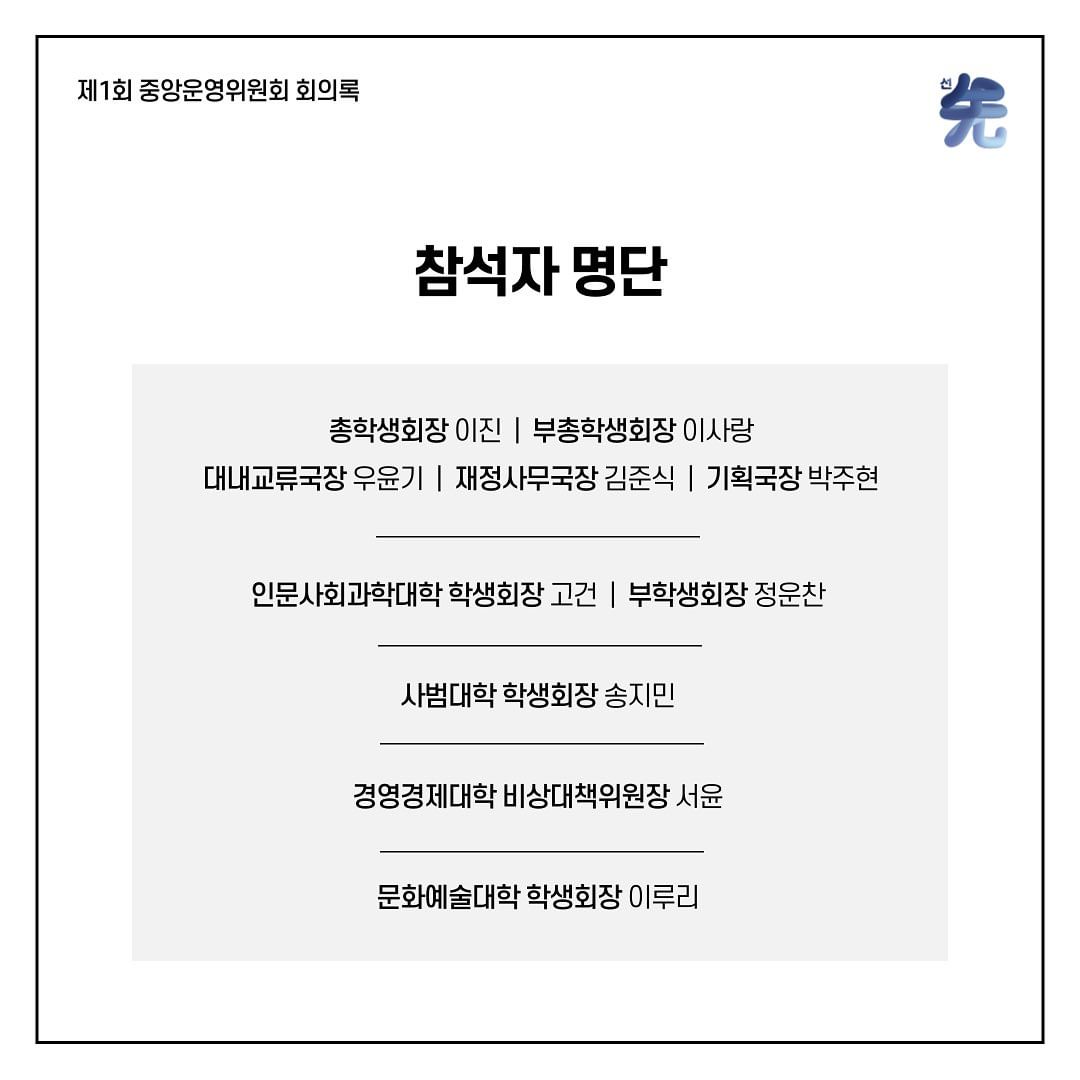 제1회 중앙운영위원회 회의록
선
先
참석자 명단
총학생회장 이진 | 부총학생회장 이사랑
대내교류국장 우윤기 | 재정사무국장 김준식 | 기획국장 박주현
인문사회과학대학 학생회장 고건 | 부학생회장 정운찬
사범대학 학생회장 송지민
경영경제대학 비상대책위원장 서윤
문화예술대학 학생회장 이루리